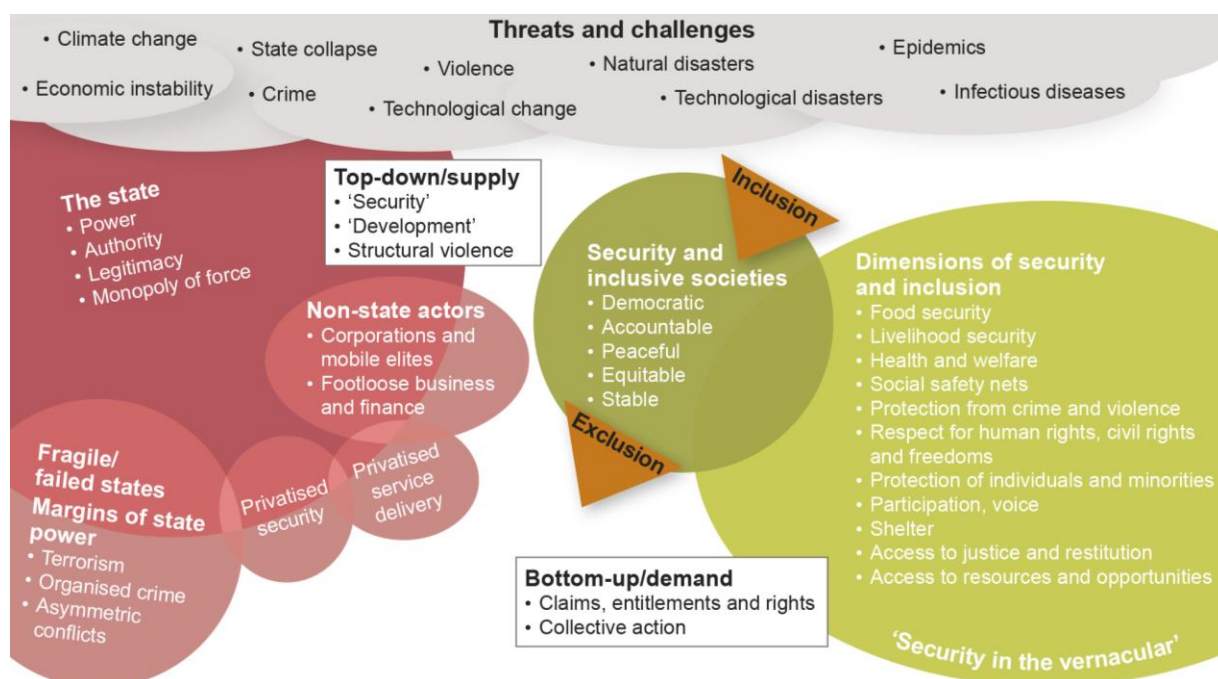 Threats and challenges
• Climate change
• State collapse
• Violence
• Natural disasters
• Epidemics
• Economic instability
• Crime
• Technological change
• Technological disasters
• Infectious diseases
The state
• Power
• Authority
• Legitimacy
• Monopoly of force
Top-down/supply
• ‘Security’
• ‘Development’
• Structural violence
Non-state actors
• Corporations and
mobile elites
• Footloose business
and finance
Fragile/
failed states
Margins of state
power
• Terrorism
• Organised crime
• Asymmetric
conflicts
Privatised
security
Privatised
service
delivery
Inclusion
Security and
inclusive societies
• Democratic
• Accountable
• Peaceful
• Equitable
• Stable
Exclusion
Bottom-up/demand
• Claims, entitlements and rights
• Collective action
Dimensions of security
and inclusion
• Food security
• Livelihood security
• Health and welfare
• Social safety nets
• Protection from crime and violence
• Respect for human rights, civil rights
and freedoms
• Protection of individuals and minorities
• Participation, voice
• Shelter
• Access to justice and restitution
• Access to resources and opportunities
‘Security in the vernacular’